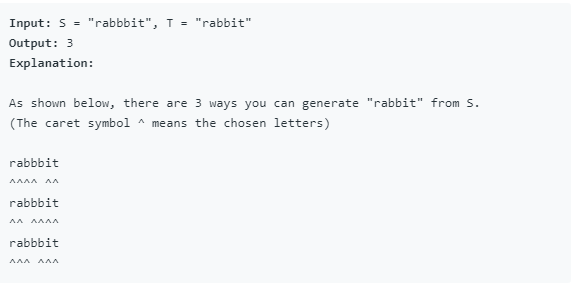 Input: S = "rabbbit", T = "rabbit"
Output: 3
Explanation:
As shown below, there are 3 ways you can generate "rabbit" from S.
(The caret symbol ^ means the chosen letters)
rabbbit
^^^^ ^^
rabbbit
^^ ^^^^
rabbbit
^^^ ^^^